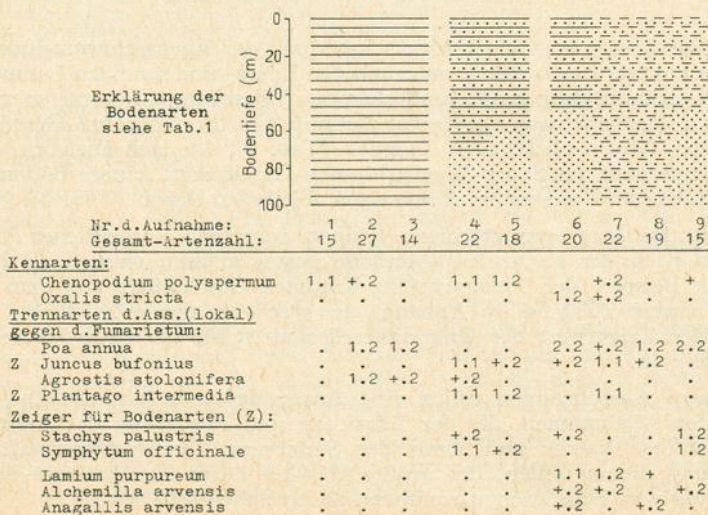 0
20
40
60
80
100
Bodentiefe (cm)
Erklärung der
Bodenarten
siehe Tab.1
Nr.d.Aufnahme: 1 2 3 4 5 6 7 8 9
Gesamt-Artenzahl: 15 27 14 22 18 20 22 19 15
Kennarten:
Chenopodium polyspermum 1.1 +.2 . 1.1 1.2 . +.2 . +
Oxalis stricta . . . . . 1.2 +.2 . .
Trennarten d.Ass.(lokal)
gegen d.Fumarietum:
Poa annua . 1.2 1.2 . . 2.2 +.2 1.2 2.2
Z Juncus bufonius . . . 1.1 +.2 +.2 1.1 +.2 .
Agrostis stolonifera . 1.2 +.2 +.2 . . . . .
Z Plantago intermedia . . . 1.1 1.2 . 1.1 . .
Zeiger für Bodenarten (Z):
Stachys palustris . . . +.2 . +.2 . . 1.2
Symphytum officinale . . . 1.1 +.2 . . . 1.2
Lamium purpureum . . . . . 1.1 1.2 + .
Alchemilla arvensis . . . . . +.2 +.2 . +.2
Anagallis arvensis . . . . . +.2 . +.2 .